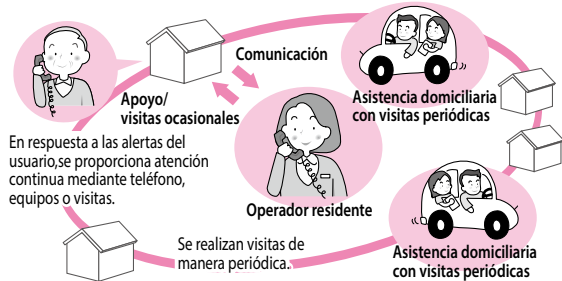 Comunicación
Apoyo/
visitas ocasionales
Asistencia domiciliaria
con visitas periódicas
En respuesta a las alertas del
usuario,se proporciona atención
continua mediante teléfono,
equipos o visitas.
Operador residente
Se realizan visitas de
manera periódica.
Asistencia domiciliaria
con visitas periódicas